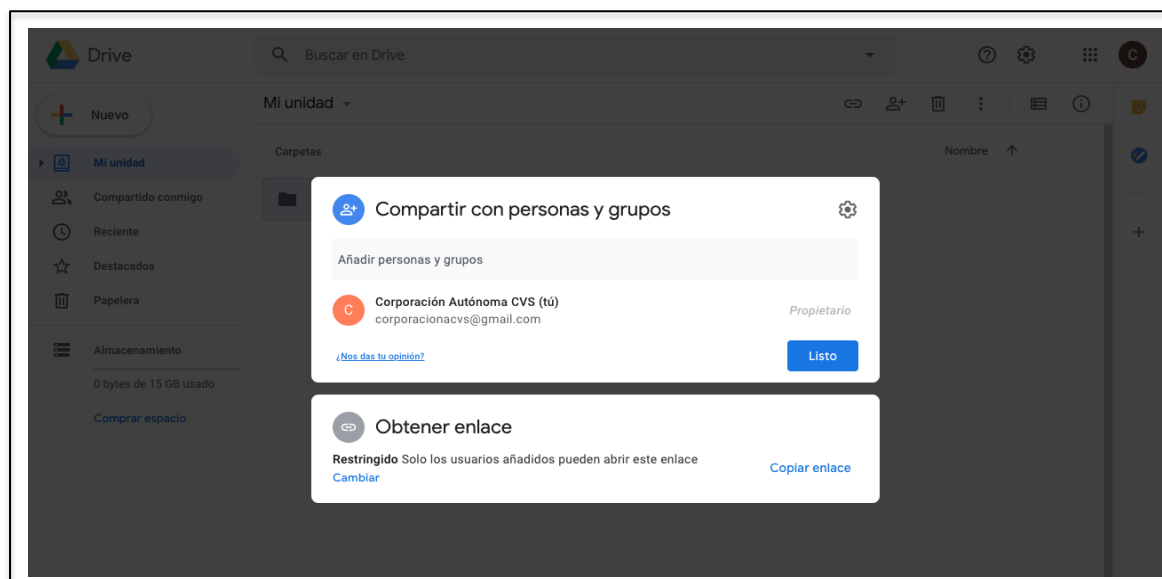 Drive
Buscar en Drive
C
Nuevo
Mi unidad
Carpetas
Nombre
Mi unidad
Compartido conmigo
Reciente
Destacados
Papelera
Almacenamiento
0 bytes de 15 GB usado
Comprar espacio
Compartir con personas y grupos
Añadir personas y grupos
C
Corporación Autónoma CVS (tú)
corporacionacvs@gmail.com
Propietario
¿Nos das tu opinión?
Listo
Obtener enlace
Restringido Solo los usuarios añadidos pueden abrir este enlace
Cambiar
Copiar enlace